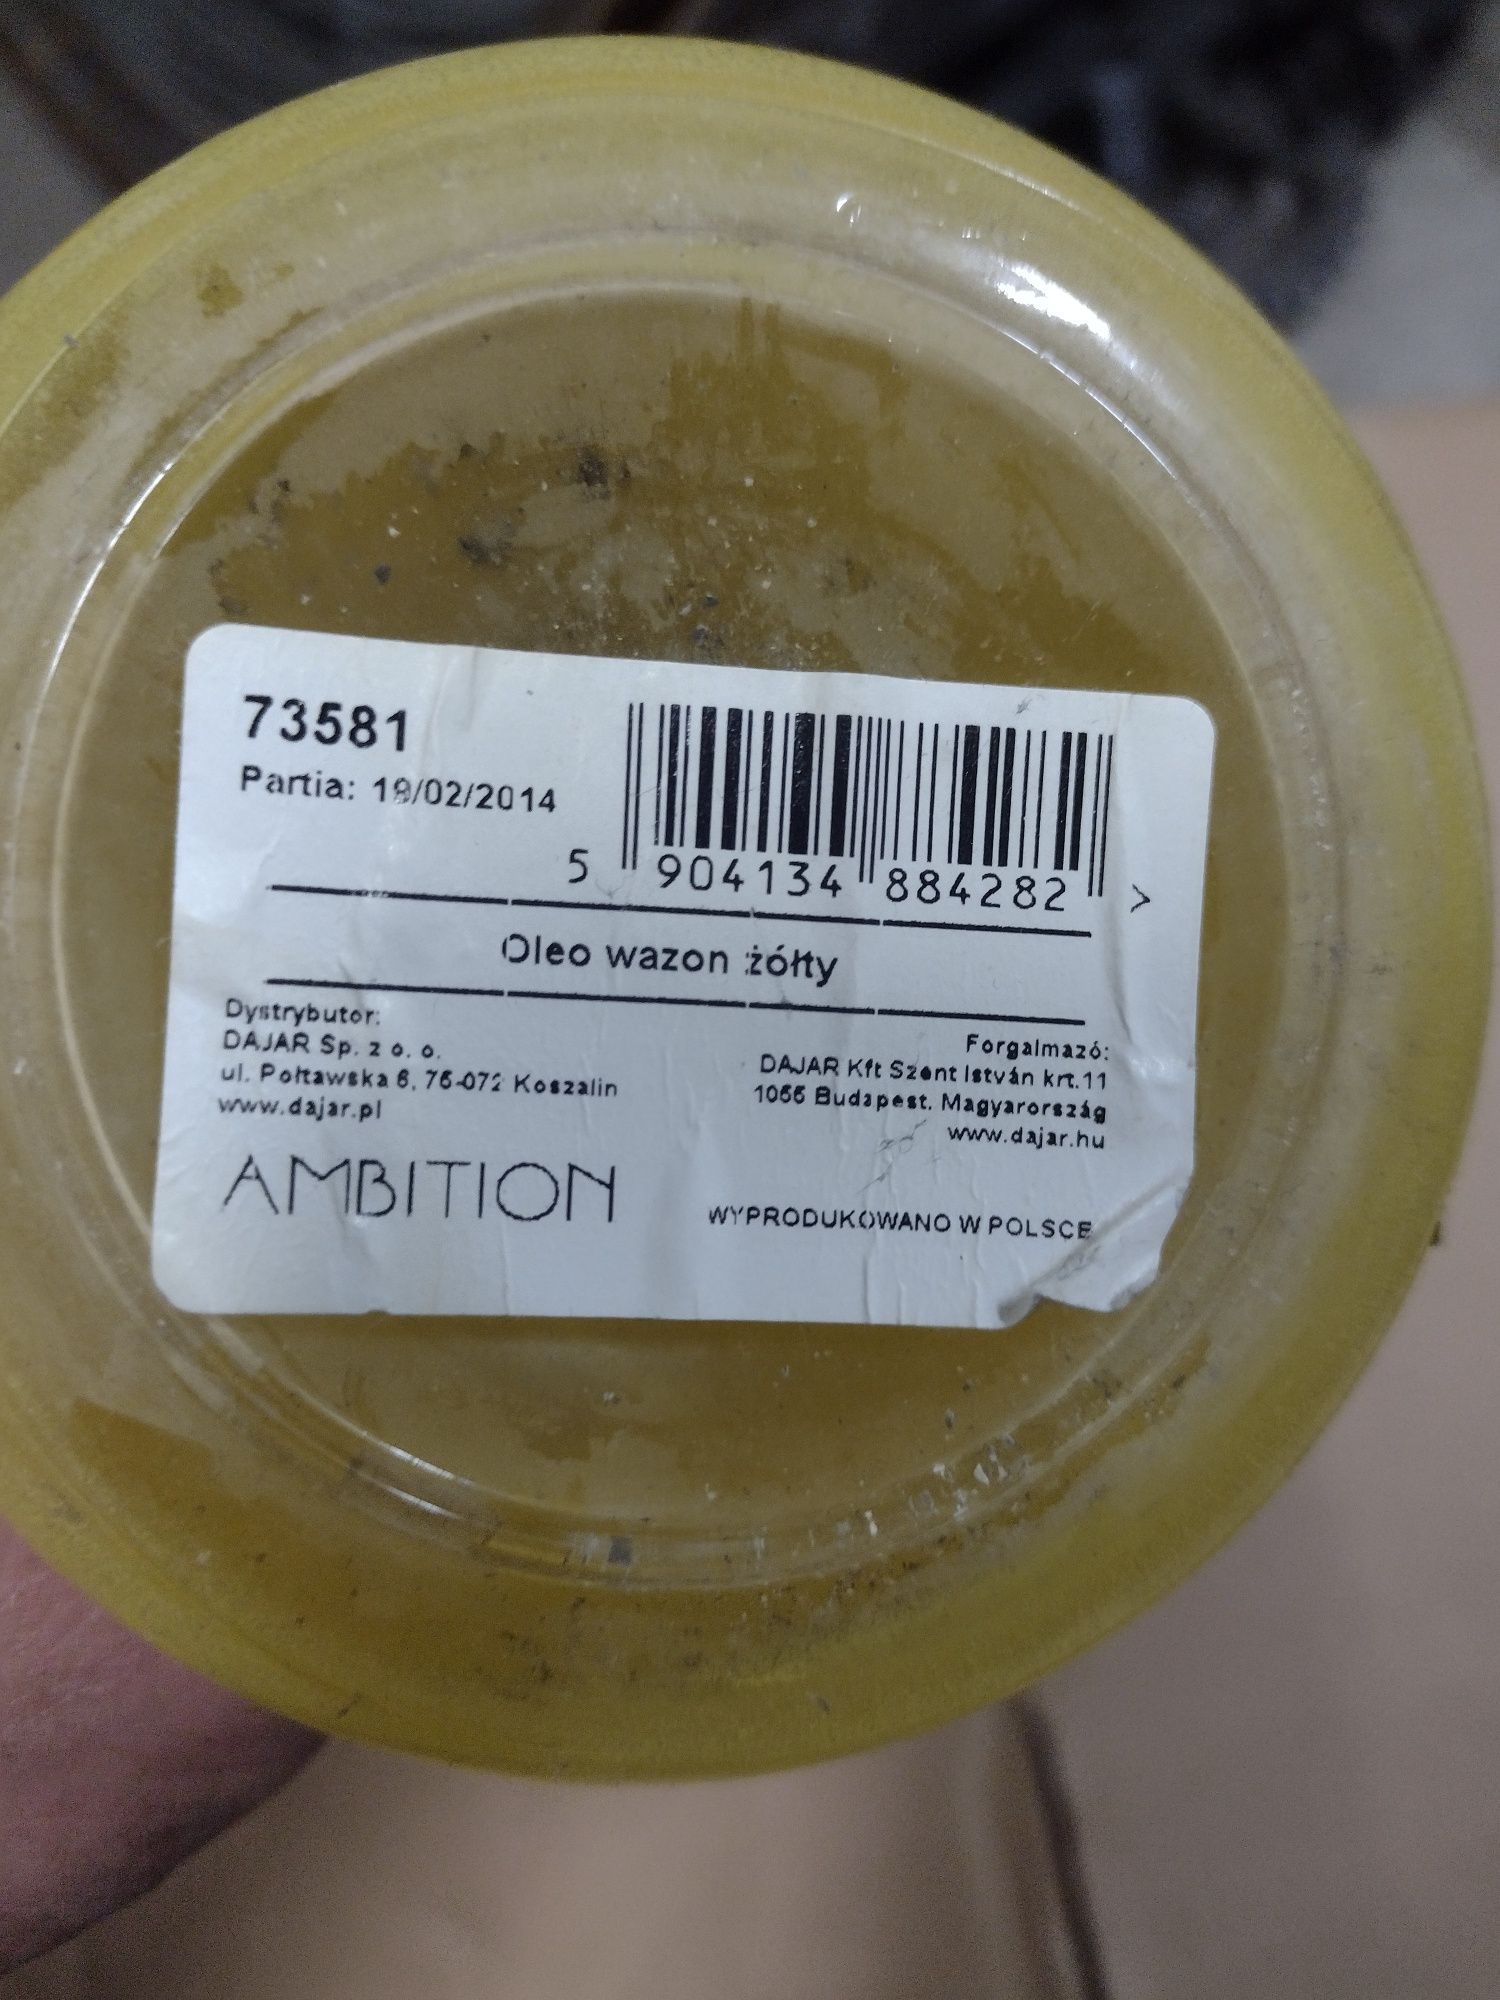 73581
Partia: 19/02/2014
5 904134 884282 >
Oleo wazon żółty
Dystrybutor:
DAJAR Sp. z o. o.
ul. Połtawska 6, 75-072 Koszalin
www.dajar.pl
Forgalmazó:
DAJAR Kft Szent István krt.11
1055 Budapest. Magyarország
www.dajar.hu
AMBITION
WYPRODUKOWANO W POLSCE